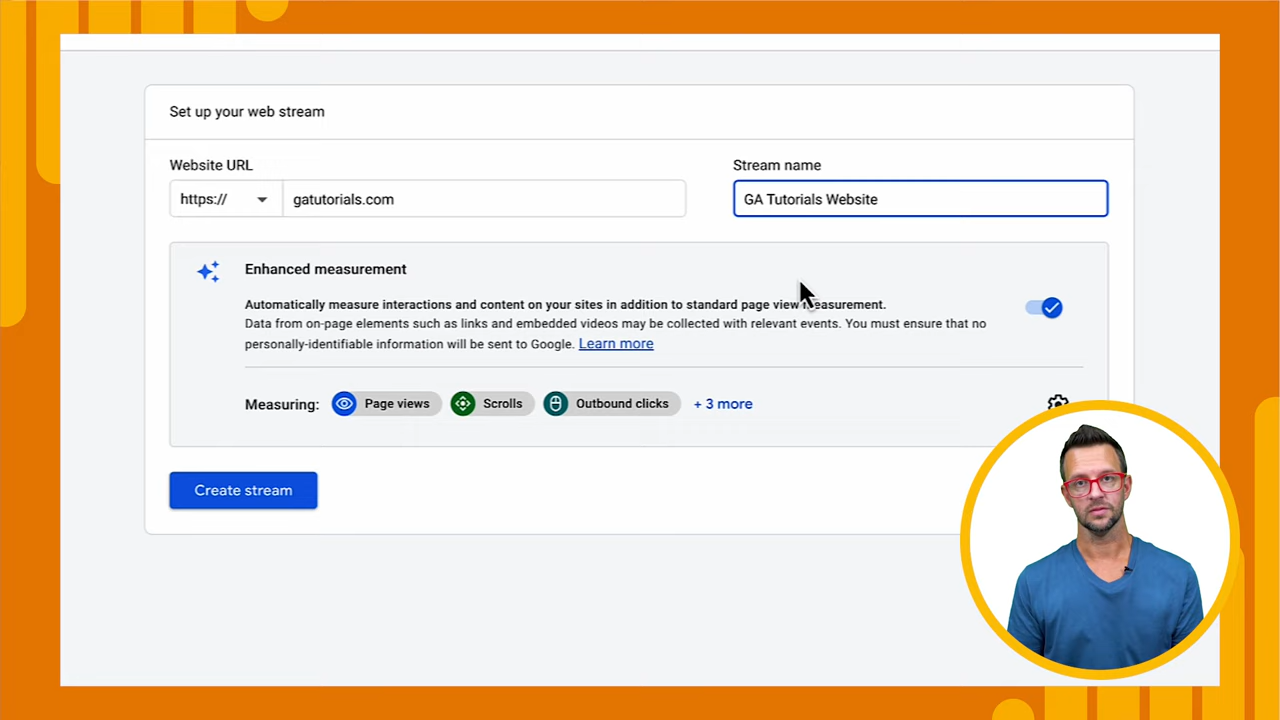 Set up your web stream
Website URL
Stream name
https://
gatutorials.com
GA Tutorials Website
Enhanced measurement
Automatically measure interactions and content on your sites in addition to standard page view measurement.
Data from on-page elements such as links and embedded videos may be collected with relevant events. You must ensure that no
personally-identifiable information will be sent to Google. Learn more
Measuring: Page views Scrolls Outbound clicks + 3 more
Create stream